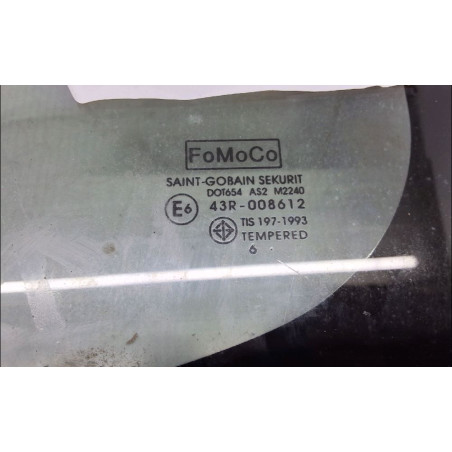 FoMoCo
SAINT-GOBAIN SEKURIT
DOT654 AS2 M2240
E6 43R-008612
TIS 197-1993
TEMPERED
6